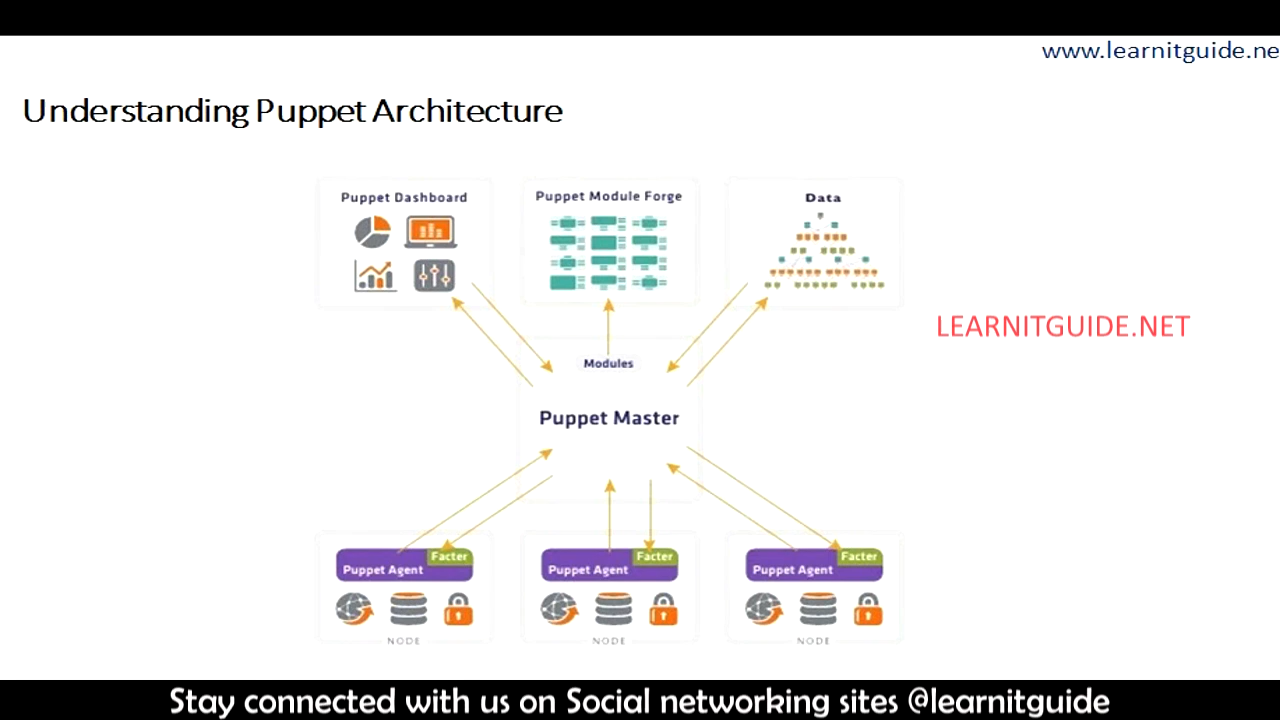 www.learnitguide.ne
Understanding Puppet Architecture
Puppet Dashboard
Puppet Module Forge
Data
LEARNITGUIDE.NET
Modules
Puppet Master
Facter
Puppet Agent
NODE
Facter
Puppet Agent
NODE
Facter
Puppet Agent
NODE
Stay connected with us on Social networking sites @learnitguide